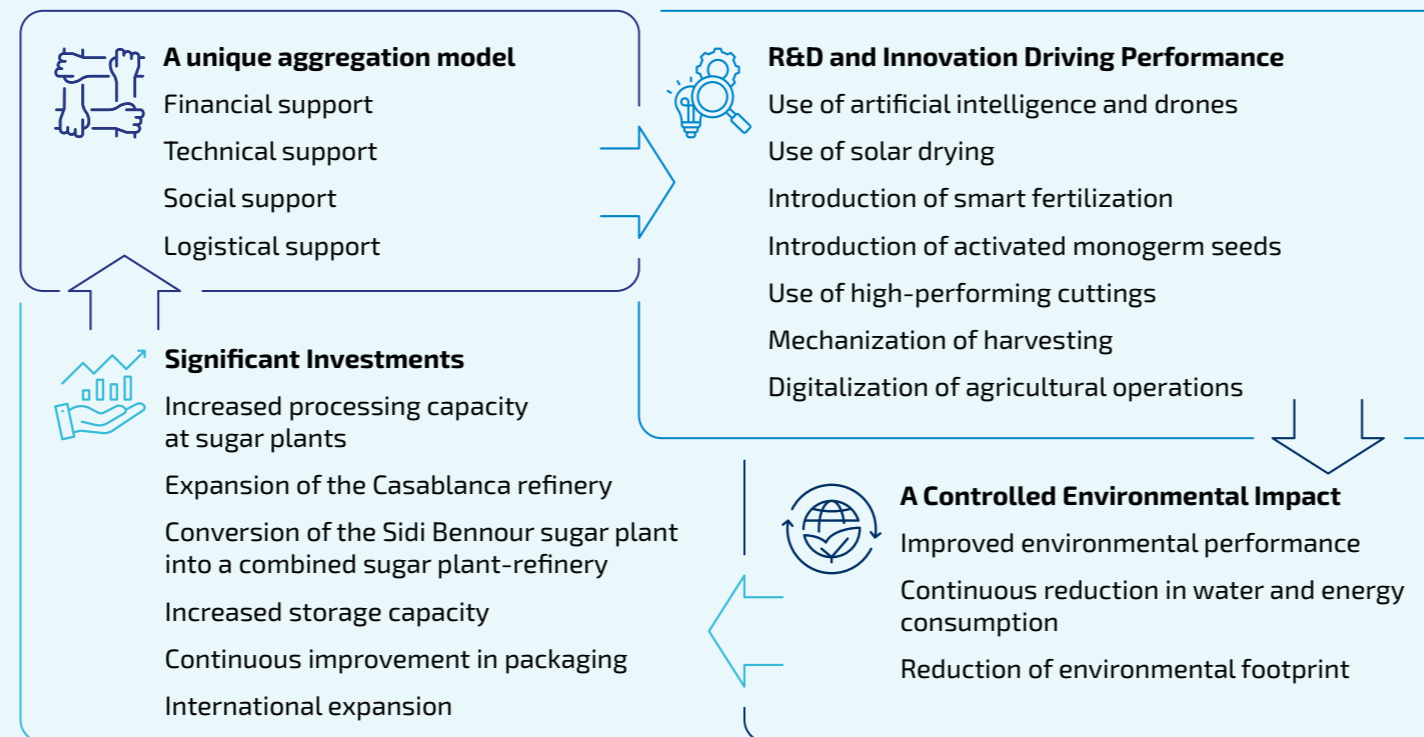 A unique aggregation model
Financial support
Technical support
Social support
Logistical support
R&D and Innovation Driving Performance
Use of artificial intelligence and drones
Use of solar drying
Introduction of smart fertilization
Introduction of activated monogerm seeds
Use of high-performing cuttings
Mechanization of harvesting
Digitalization of agricultural operations
A Controlled Environmental Impact
Improved environmental performance
Continuous reduction in water and energy
consumption
Reduction of environmental footprint
Significant Investments
Increased processing capacity
at sugar plants
Expansion of the Casablanca refinery
Conversion of the Sidi Bennour sugar plant
into a combined sugar plant-refinery
Increased storage capacity
Continuous improvement in packaging
International expansion